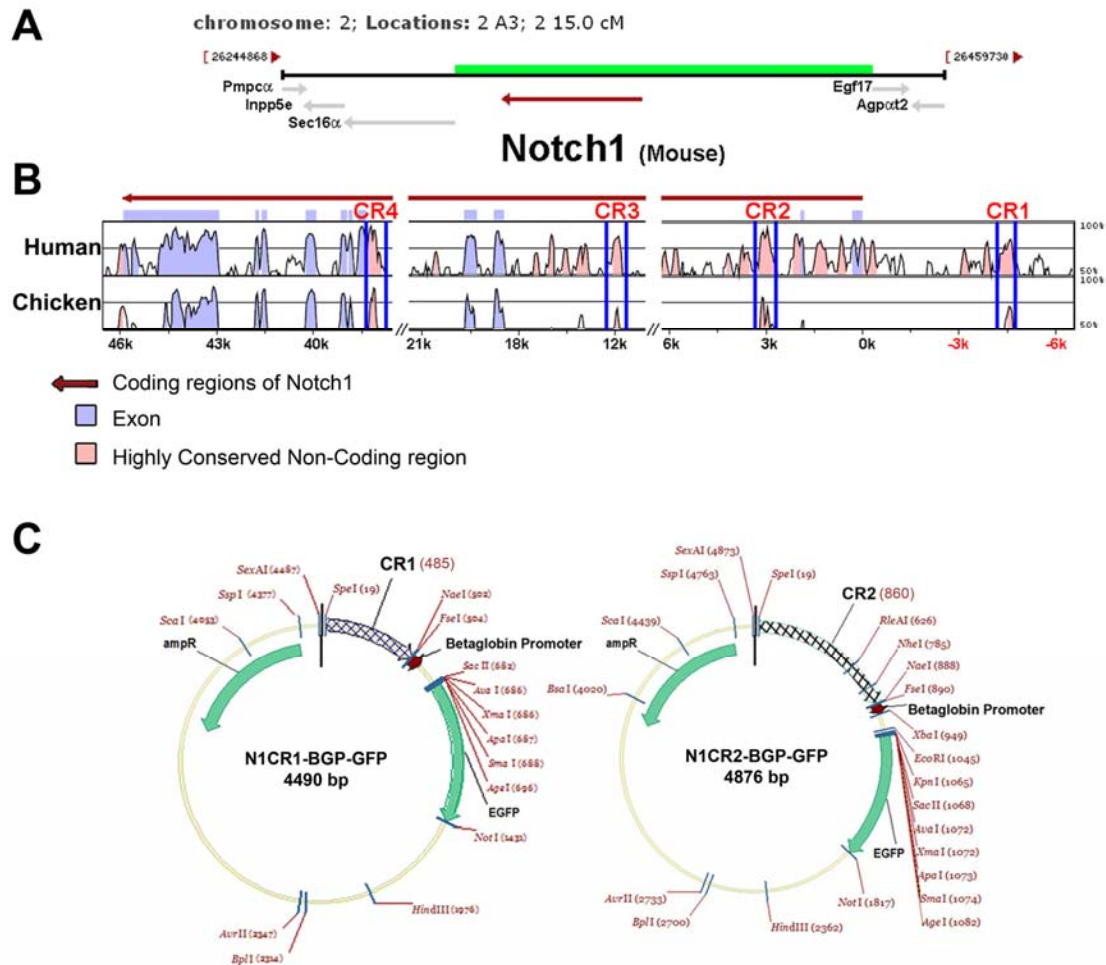 A
chromosome: 2; Locations: 2 A3; 2 15.0 cM
[ 26244868
26459730
Pmpcα
Inpp5e
Sec16α
Egf17
Agpαt2
Notch1 (Mouse)
B
CR4
CR3
CR2
CR1
Human
100%
50%
Chicken
50%
46k
43k
40k
21k
18k
12k
6k
3k
0k
-3k
-6k
Coding regions of Notch1
Exon
Highly Conserved Non-Coding region
C
SexAI (4487)
SspI (4377)
ScaI (4053)
ampR
SpeI (19)
CR1 (485)
NaeI (502)
FseI (504)
Betaglobin Promoter
Sac II (682)
Ava I (686)
XmaI (686)
ApaI (687)
Sma I (688)
AgeI (696)
EGFP
NotI (1431)
HindIII (1976)
AvrII (2347)
BplI (2314)
N1CR1-BGP-GFP
4490 bp
SexAI (4873)
SspI (4763)
ScaI (4439)
ampR
BsaI (4020)
SpeI (19)
CR2 (860)
RleAI (626)
NheI (785)
NaeI (888)
FseI (890)
Betaglobin Promoter
XbaI (949)
EcoRI (1045)
KpnI (1065)
SacII (1068)
AvaI (1072)
XmaI (1072)
ApaI (1073)
SmaI (1074)
AgeI (1082)
EGFP
NotI (1817)
HindIII (2362)
AvrII (2733)
BplI (2700)
N1CR2-BGP-GFP
4876 bp